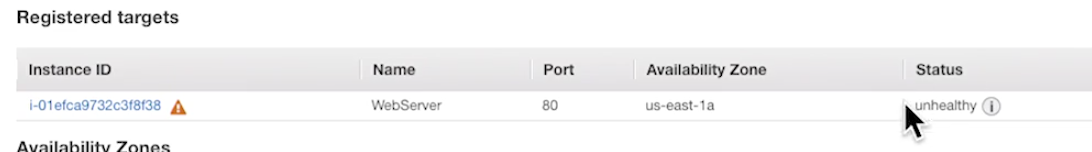 Registered targets
Instance ID Name Port Availability Zone Status
i-01efca9732c3f8f38 WebServer 80 us-east-1a unhealthy
Availability Zones